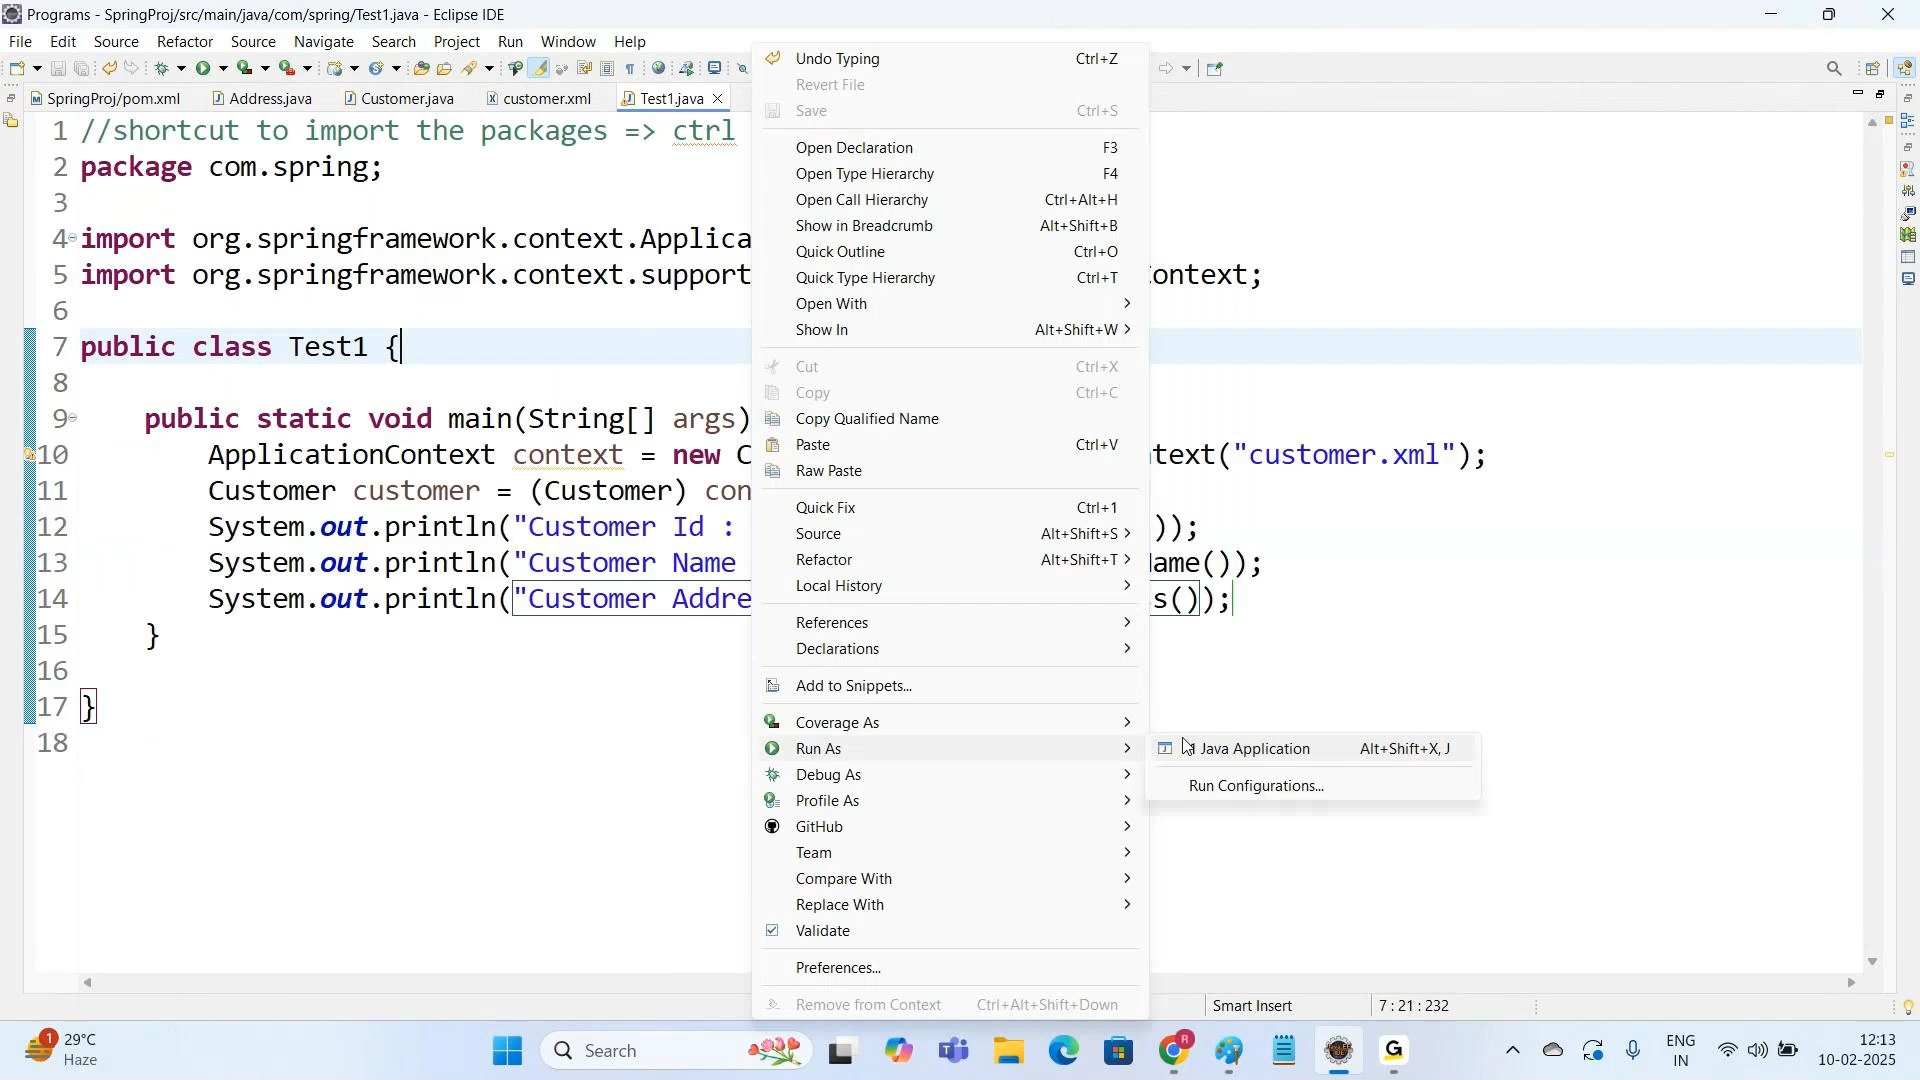 Programs - SpringProj/src/main/java/com/spring/Test1.java - Eclipse IDE
File Edit Source Refactor Source Navigate Search Project Run Window Help
SpringProj/pom.xml Address.java Customer.java customer.xml Test1.java
1 //shortcut to import the packages => ctrl
2 package com.spring;
3
4 import org.springframework.context.Applica
5 import org.springframework.context.support ontext;
6
7 public class Test1 {
8
9 public static void main(String[] args)
10 ApplicationContext context = new C text("customer.xml");
11 Customer customer = (Customer) con
12 System.out.println("Customer Id : ));
13 System.out.println("Customer Name ame());
14 System.out.println("Customer Addre s());
15 }
16
17 }
18
Undo Typing Ctrl+Z
Revert File
Save Ctrl+S
Open Declaration F3
Open Type Hierarchy F4
Open Call Hierarchy Ctrl+Alt+H
Show in Breadcrumb Alt+Shift+B
Quick Outline Ctrl+O
Quick Type Hierarchy Ctrl+T
Open With
Show In Alt+Shift+W
Cut Ctrl+X
Copy Ctrl+C
Copy Qualified Name
Paste Ctrl+V
Raw Paste
Quick Fix Ctrl+1
Source Alt+Shift+S
Refactor Alt+Shift+T
Local History
References
Declarations
Add to Snippets...
Coverage As
Run As
Debug As
Profile As
GitHub
Team
Compare With
Replace With
Validate
Preferences...
Remove from Context Ctrl+Alt+Shift+Down
Java Application Alt+Shift+X, J
Run Configurations...
Smart Insert 7 : 21 : 232
1
29°C
Haze
Search
R
G
ENG
IN
12:13
10-02-2025